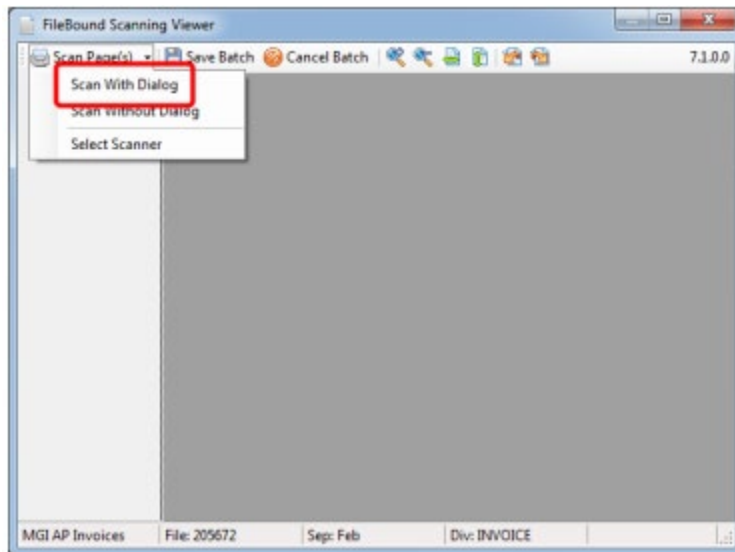 FileBound Scanning Viewer
Scan Page(s) Save Batch Cancel Batch 7.1.0.0
Scan With Dialog
Scan Without Dialog
Select Scanner
MGI AP Invoices File: 205672 Sep: Feb Div: INVOICE